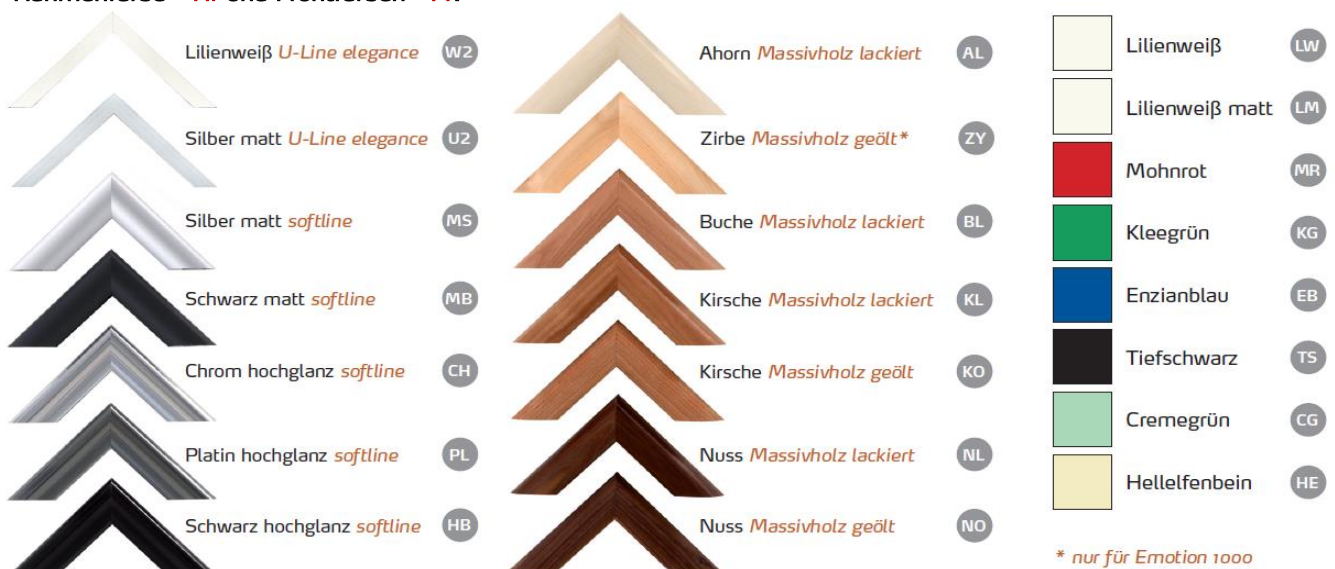 Lilienweiß U-Line elegance W2
Silber matt U-Line elegance U2
Silber matt softline MS
Schwarz matt softline MB
Chrom hochglanz softline CH
Platin hochglanz softline PL
Schwarz hochglanz softline HB
Ahorn Massivholz lackiert AL
Zirbe Massivholz geölt* ZY
Buche Massivholz lackiert BL
Kirsche Massivholz lackiert KL
Kirsche Massivholz geölt KO
Nuss Massivholz lackiert NL
Nuss Massivholz geölt NO
Lilienweiß LW
Lilienweiß matt LM
Mohnrot MR
Kleegrün KG
Enzianblau EB
Tiefschwarz TS
Cremegrün CG
Hellelfenbein HE
* nur für Emotion 1000